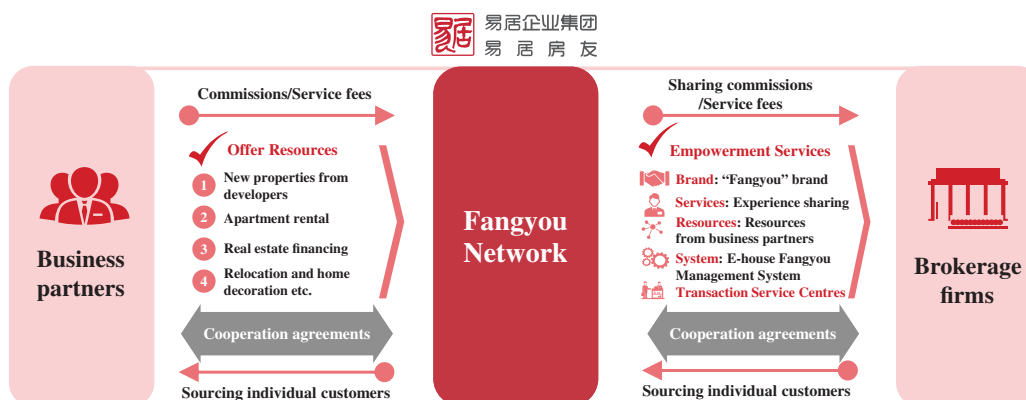 易居
易居企业集团
易居房友
Business
partners
Commissions/Service fees
Offer Resources
1 New properties from
developers
2 Apartment rental
3 Real estate financing
4 Relocation and home
decoration etc.
Cooperation agreements
Sourcing individual customers
Fangyou
Network
Sharing commissions
/Service fees
Empowerment Services
Brand: “Fangyou” brand
Services: Experience sharing
Resources: Resources
from business partners
System: E-house Fangyou
Management System
Transaction Service Centres
Cooperation agreements
Sourcing individual customers
Brokerage
firms